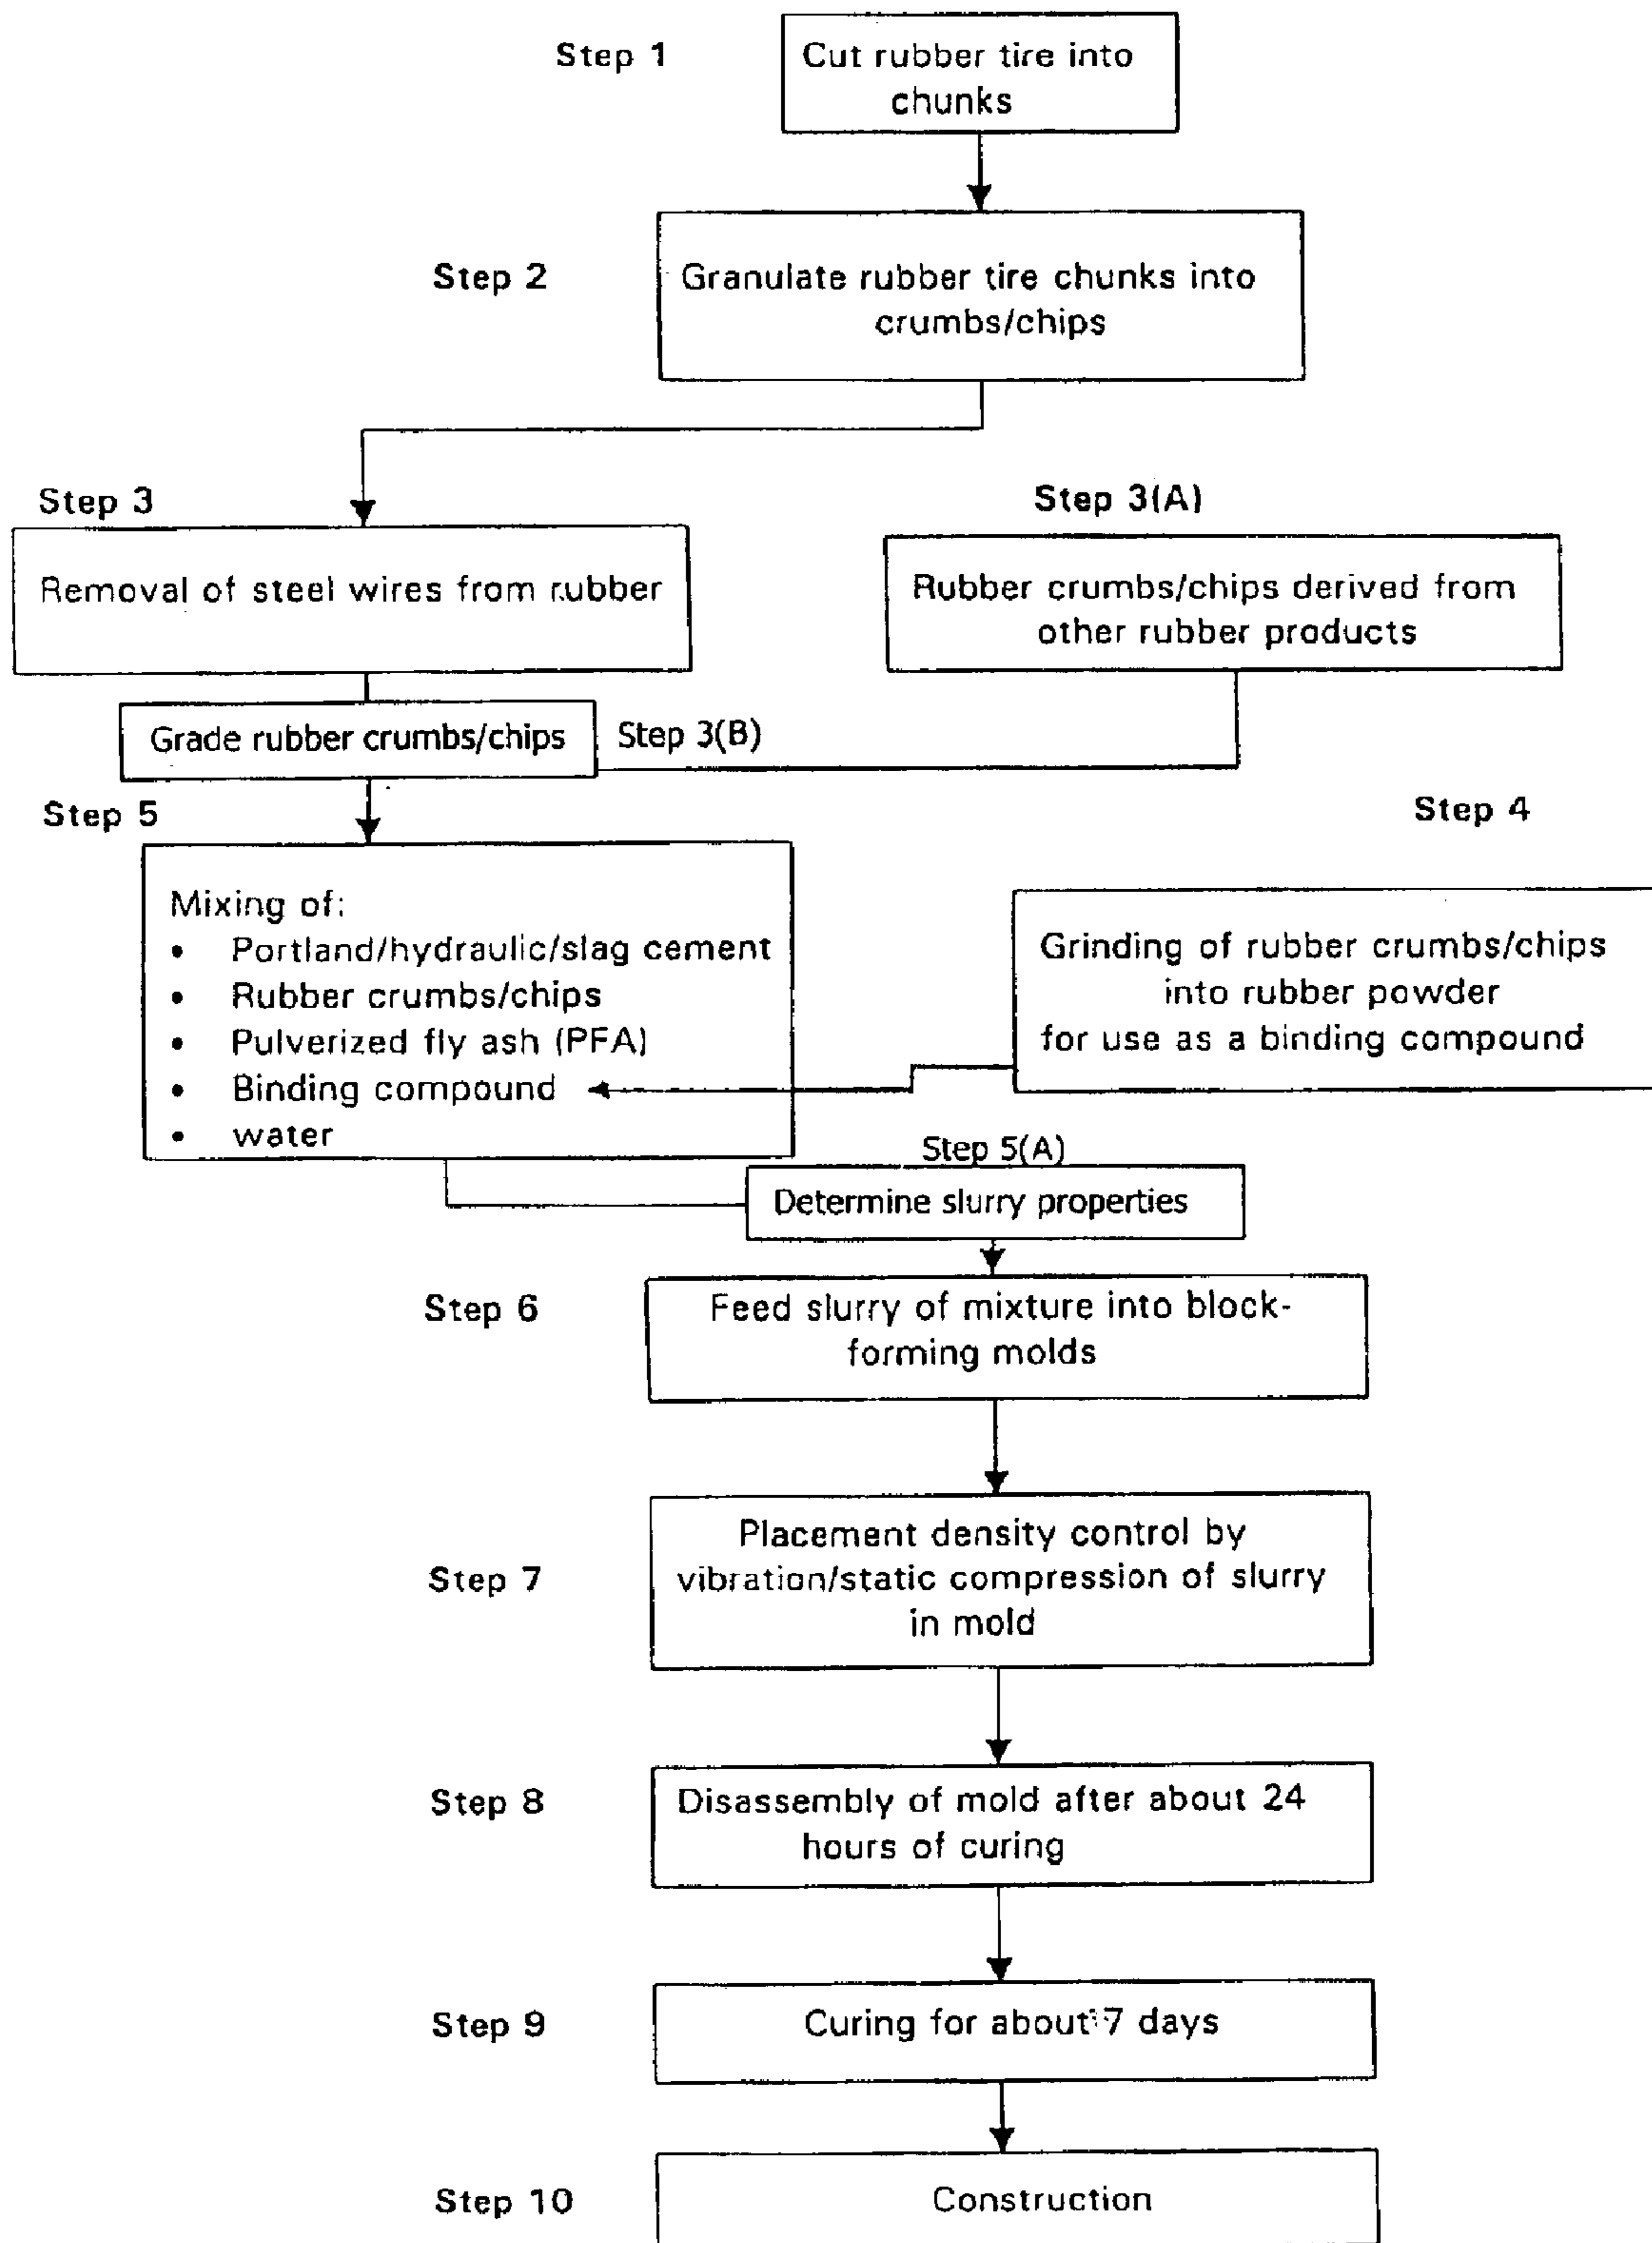 Step 1
Cut rubber tire into
chunks
Step 2
Granulate rubber tire chunks into
crumbs/chips
Step 3
Removal of steel wires from rubber
Step 3(A)
Rubber crumbs/chips derived from
other rubber products
Grade rubber crumbs/chips
Step 3(B)
Step 4
Grinding of rubber crumbs/chips
into rubber powder
for use as a binding compound
Step 5
Mixing of:
• Portland/hydraulic/slag cement
• Rubber crumbs/chips
• Pulverized fly ash (PFA)
• Binding compound
• water
Step 5(A)
Determine slurry properties
Step 6
Feed slurry of mixture into block-
forming molds
Step 7
Placement density control by
vibration/static compression of slurry
in mold
Step 8
Disassembly of mold after about 24
hours of curing
Step 9
Curing for about 7 days
Step 10
Construction